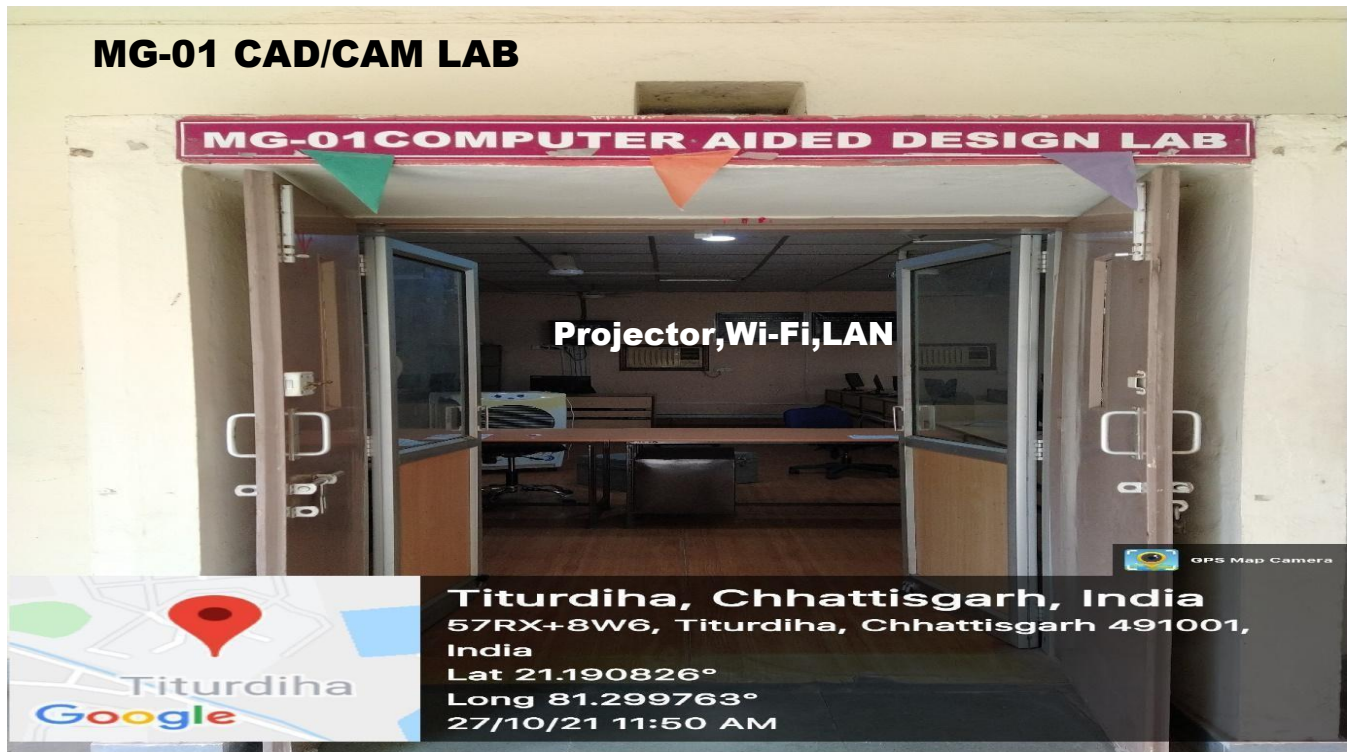 MG-01 CAD/CAM LAB
MG-01COMPUTER AIDED DESIGN LAB
Projector,Wi-Fi,LAN
GPS Map Camera
Titurdiha, Chhattisgarh, India
57RX+8W6, Titurdiha, Chhattisgarh 491001,
India
Lat 21.190826°
Long 81.299763°
27/10/21 11:50 AM
Titurdiha
Google